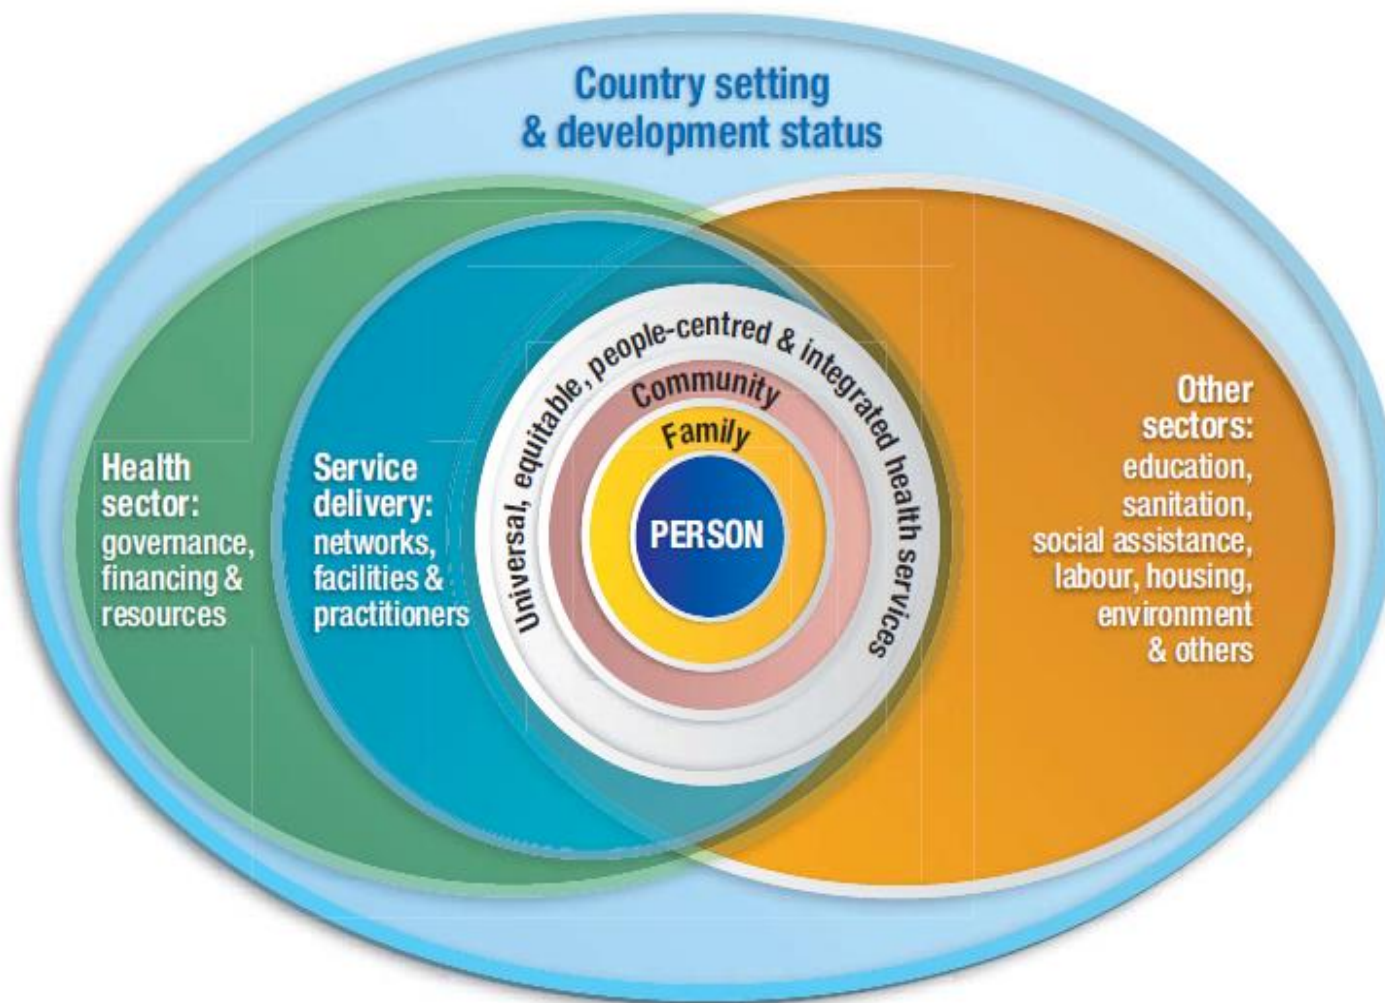 Country setting
& development status
Universal, equitable, people-centred & integrated health services
Community
Family
PERSON
Health
sector:
governance,
financing &
resources
Service
delivery:
networks,
facilities &
practitioners
Other
sectors:
education,
sanitation,
social assistance,
labour, housing,
environment
& others